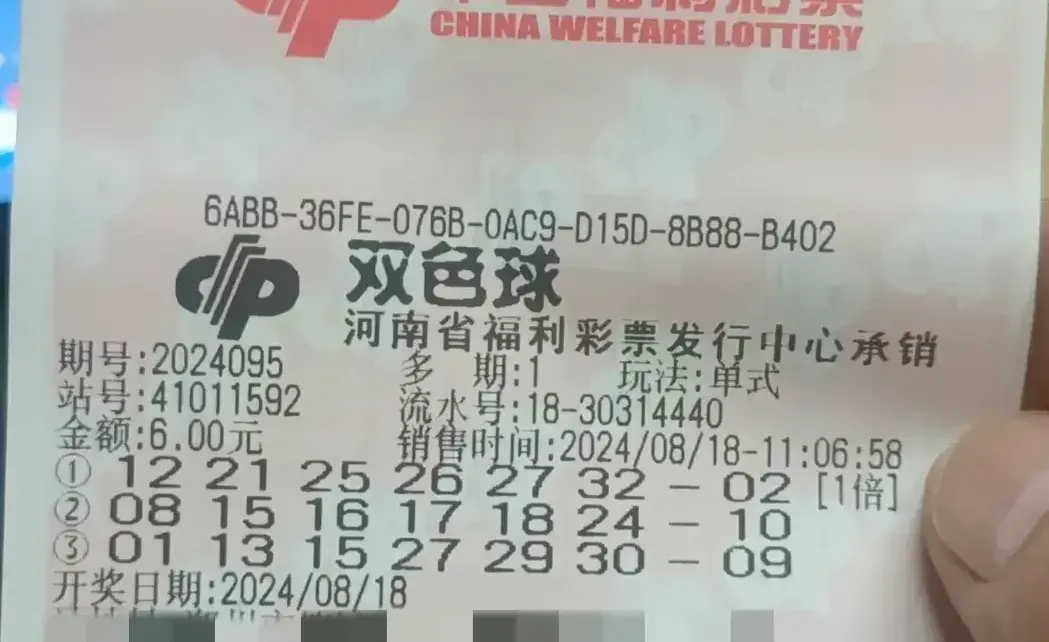 CHINA WELFARE LOTTERY
6ABB-36FE-076B-0AC9-D15D-8B88-B402
双色球
河南省福利彩票发行中心承销
期号:2024095 多 期:1 玩法:单式
站号:41011592 流水号:18-30314440
金额:6.00元 销售时间:2024/08/18-11:06:58
① 12 21 25 26 27 32 - 02 [1倍]
② 08 15 16 17 18 24 - 10
③ 01 13 15 27 29 30 - 09
开奖日期:2024/08/18